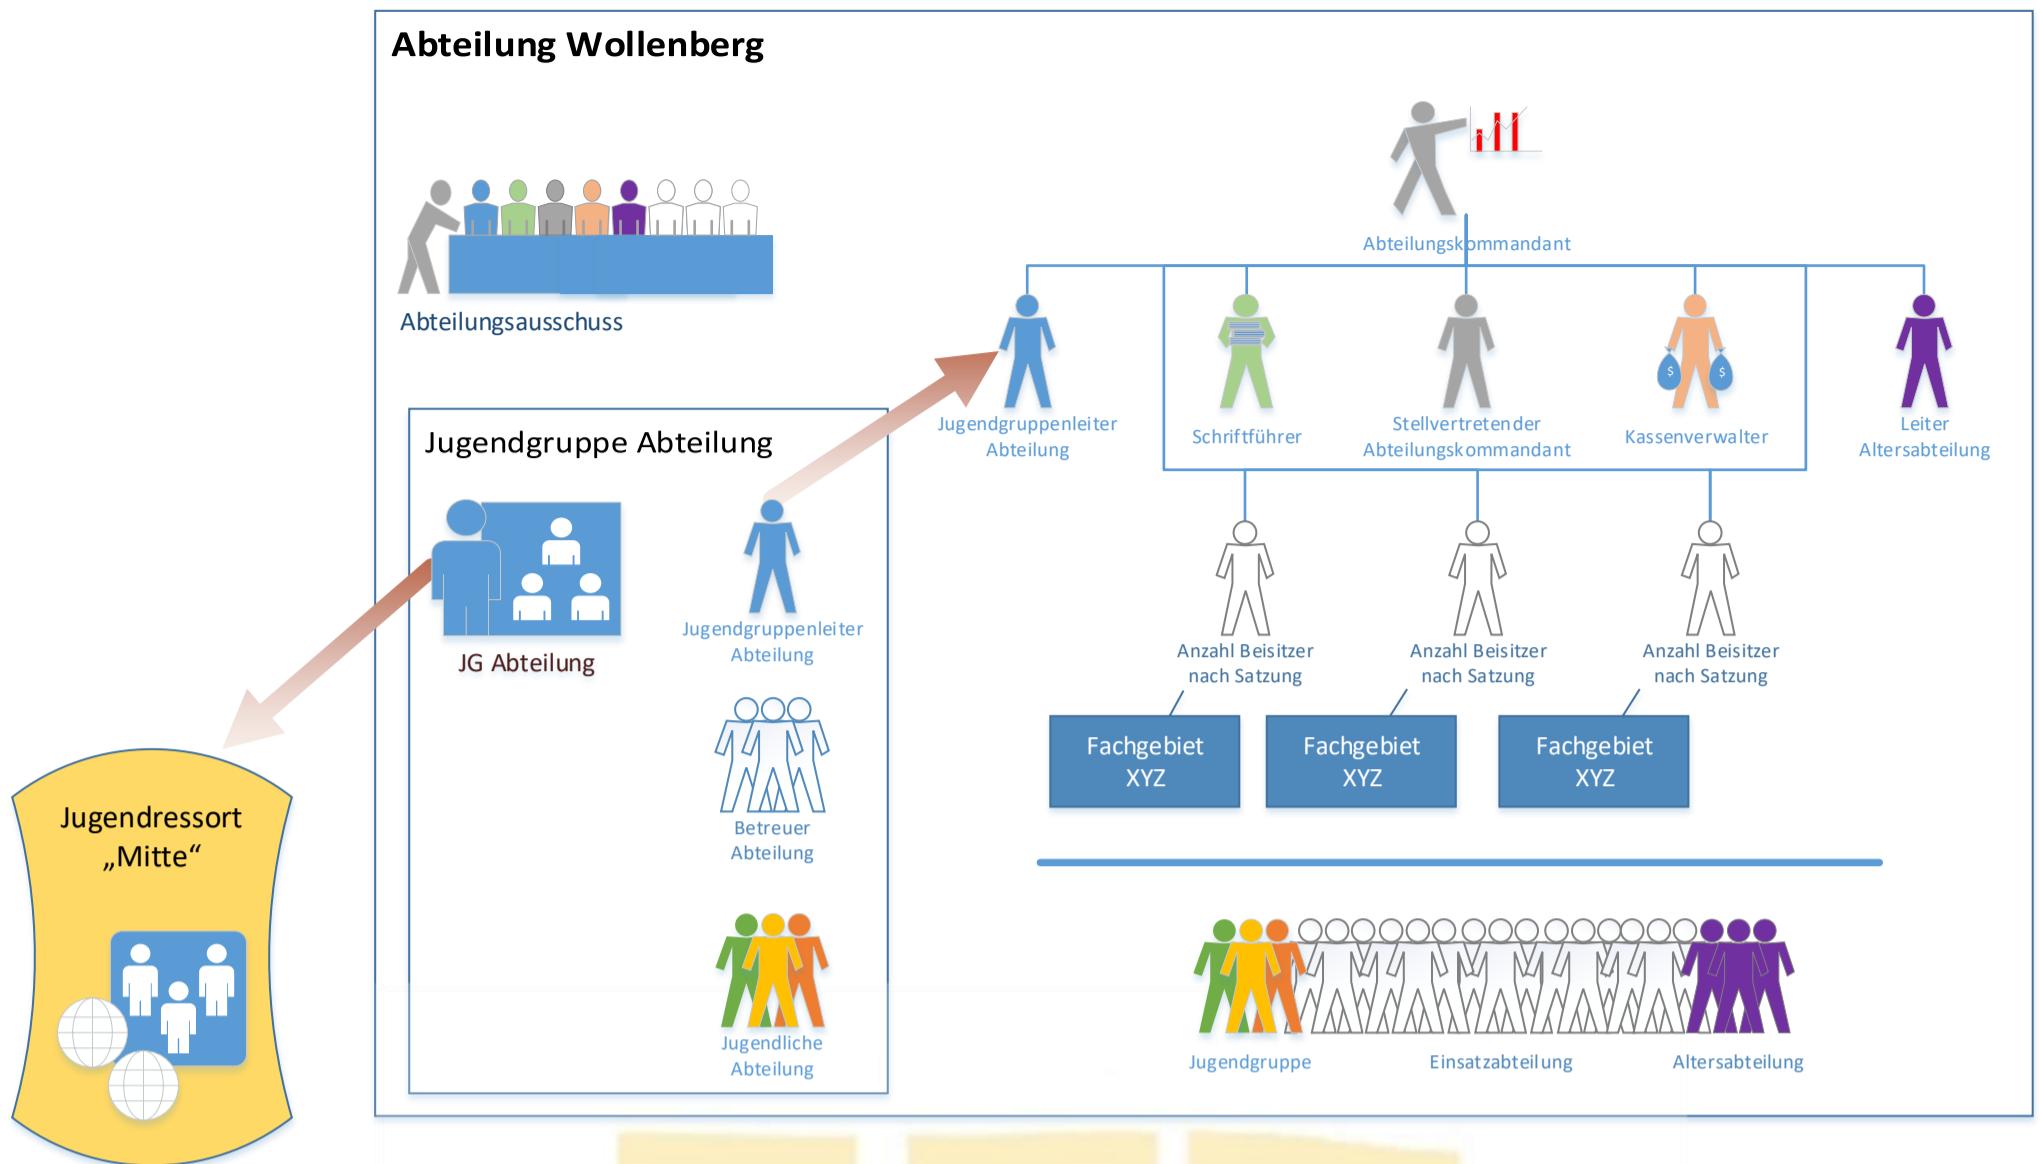 Abteilung Wollenberg
Abteilungskommandant
Abteilungsausschuss
Jugendgruppenleiter
Abteilung
Schriftführer
Stellvertretender
Abteilungskommandant
Kassenverwalter
$
$
Leiter
Altersabteilung
Jugendgruppe Abteilung
JG Abteilung
Jugendgruppenleiter
Abteilung
Betreuer
Abteilung
Jugendliche
Abteilung
Anzahl Beisitzer
nach Satzung
Anzahl Beisitzer
nach Satzung
Anzahl Beisitzer
nach Satzung
Fachgebiet
XYZ
Fachgebiet
XYZ
Fachgebiet
XYZ
Jugendgruppe
Einsatzabteilung
Altersabteilung
Jugendressort
„Mitte“